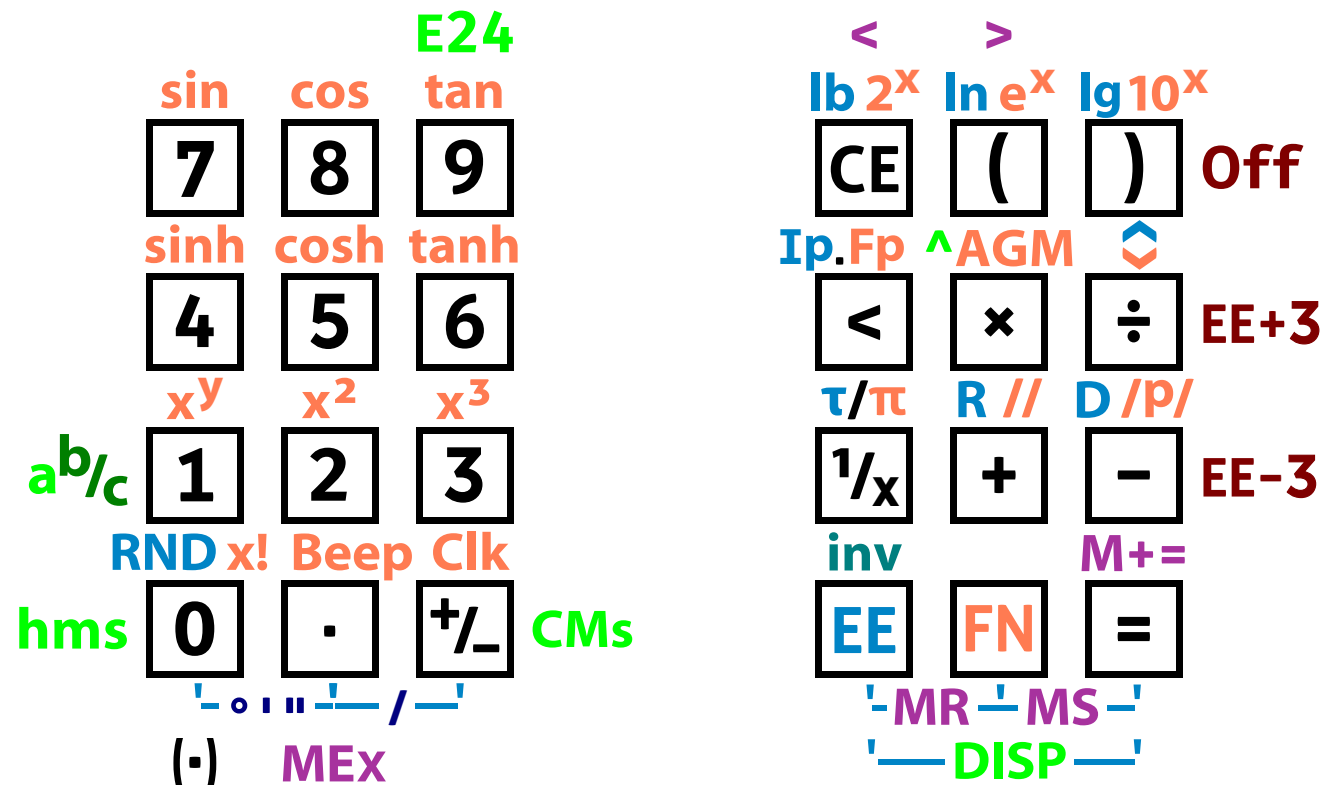 E24 < >
sin cos tan lb 2ˣ ln eˣ lg 10ˣ
7 8 9 CE ( ) Off
sinh cosh tanh Ip.Fp ^AGM
4 5 6 < × ÷ EE+3
xʸ x² x³ τ/π R // D /p/
a b/c 1 2 3 ¹/x + − EE−3
RND x! Beep Clk inv M+=
hms 0 · +/− CMs EE FN =
' ° ' " ' / ' ' MR ' MS '
(·) MEx ' DISP '